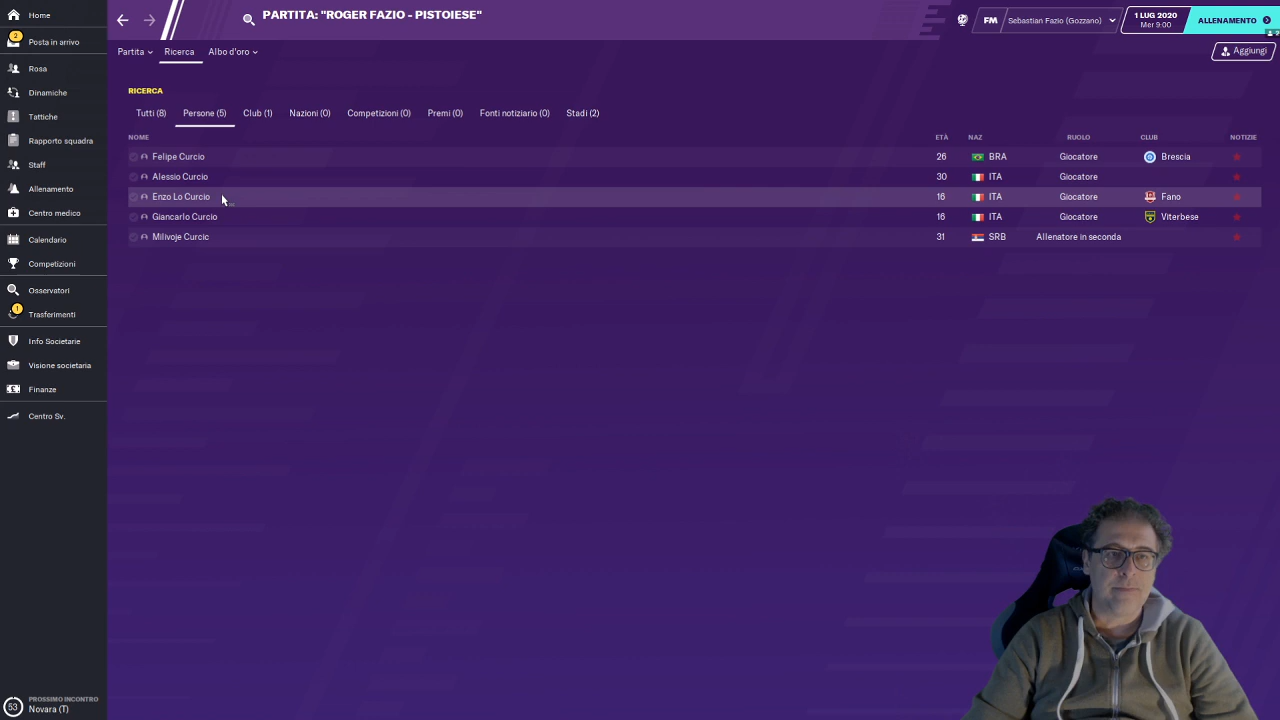 Home
PARTITA: "ROGER FAZIO - PISTOIESE"
FM Sebastian Fazio (Gozzano)
1 LUG 2020
Mer 9:00
ALLENAMENTO
2
2 Posta in arrivo
Partita Ricerca Albo d'oro
Aggiungi
Rosa
Dinamiche
Tattiche
Rapporto squadra
Staff
Allenamento
Centro medico
Calendario
Competizioni
Osservatori
1 Trasferimenti
Info Societarie
Visione societaria
Finanze
Centro Sv.
RICERCA
Tutti (8) Persone (5) Club (1) Nazioni (0) Competizioni (0) Premi (0) Fonti notiziario (0) Stadi (2)
NOME ETÀ NAZ RUOLO CLUB NOTIZIE
Felipe Curcio 26 BRA Giocatore Brescia
Alessio Curcio 30 ITA Giocatore
Enzo Lo Curcio 16 ITA Giocatore Fano
Giancarlo Curcio 16 ITA Giocatore Viterbese
Milivoje Curcic 31 SRB Allenatore in seconda
53 PROSSIMO INCONTRO
Novara (T)